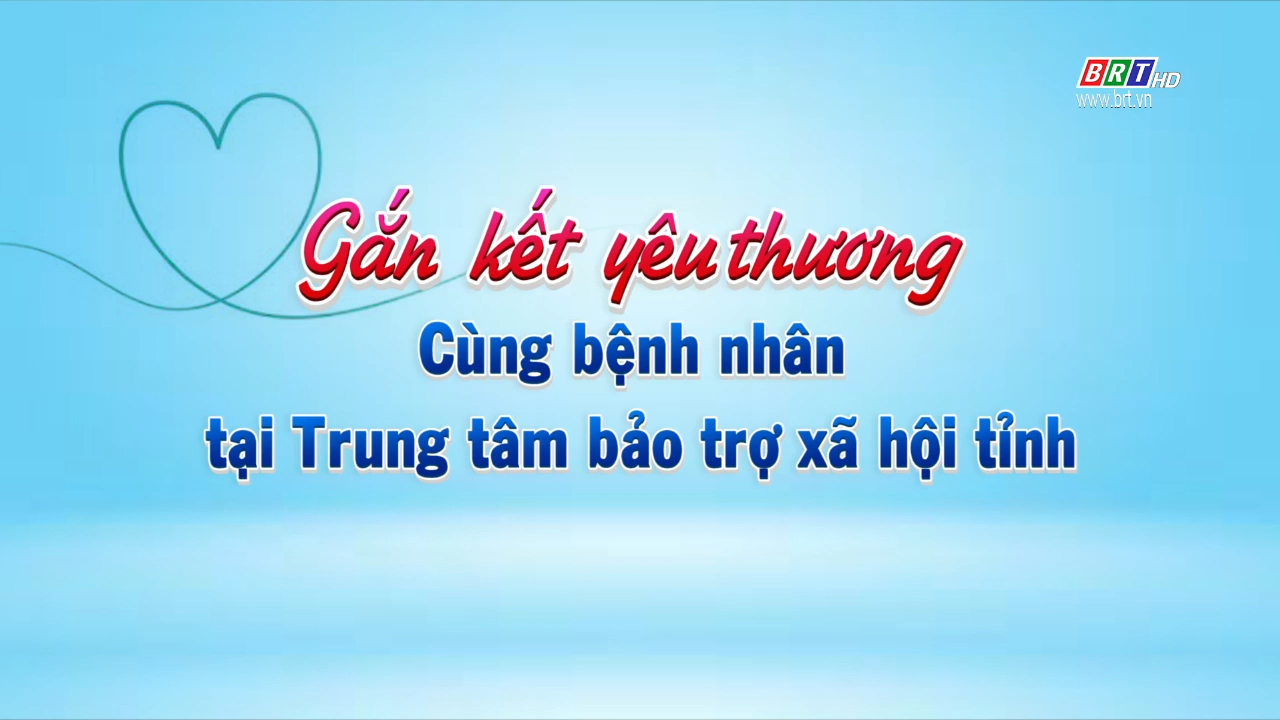 BRT HD
www.brt.vn
Gắn kết yêu thương
Cùng bệnh nhân
tại Trung tâm bảo trợ xã hội tỉnh